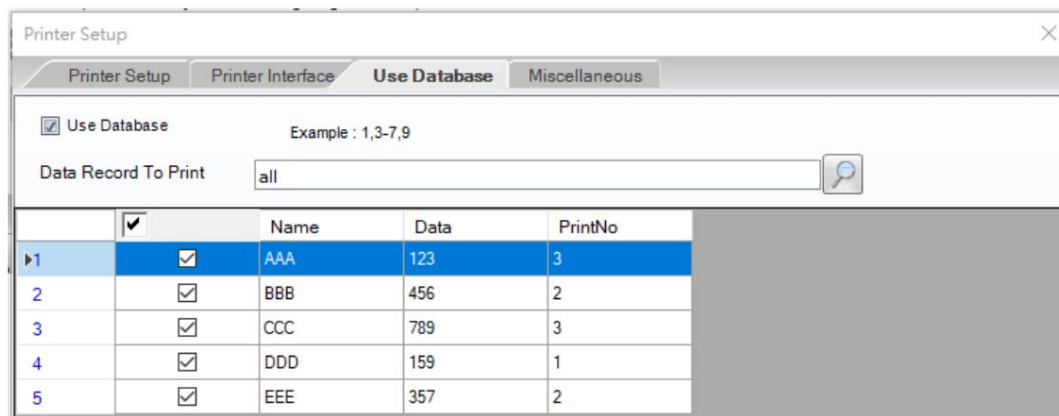 Printer Setup
Printer Setup Printer Interface Use Database Miscellaneous
Use Database Example : 1,3-7,9
Data Record To Print all
Name Data PrintNo
1 AAA 123 3
2 BBB 456 2
3 CCC 789 3
4 DDD 159 1
5 EEE 357 2